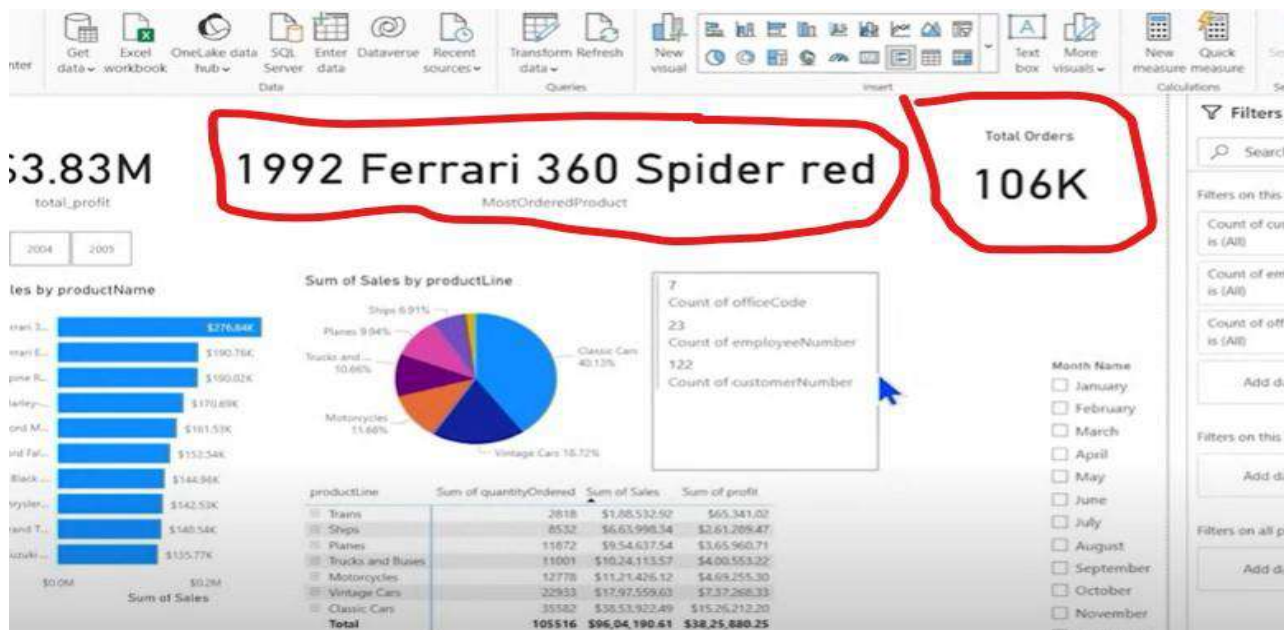 Get data
Excel workbook
OneLake data hub
SQL Server
Enter data
Dataverse
Recent sources
Transform data
Refresh
New visual
Text box
More visuals
New measure
Quick measure
Data
Queries
Insert
Calculations
$3.83M
total_profit
1992 Ferrari 360 Spider red
MostOrderedProduct
Total Orders
106K
2004
2005
les by productName
$276.84K
$190.76K
$190.02K
$170.69K
$161.53K
$152.54K
$144.96K
$142.53K
$140.54K
$135.77K
$0.0M
$0.2M
Sum of Sales
Sum of Sales by productLine
Ships 6.91%
Planes 9.94%
Trucks and ...
10.66%
Motorcycles
11.68%
Classic Cars
40.13%
Vintage Cars 18.72%
7
Count of officeCode
23
Count of employeeNumber
122
Count of customerNumber
productLine Sum of quantityOrdered Sum of Sales Sum of profit
Trains 2818 $1,88,532.92 $65,341.02
Ships 8532 $6,63,998.34 $2,61,289.47
Planes 11872 $9,54,637.54 $3,65,960.71
Trucks and Buses 11001 $10,24,113.57 $4,00,553.22
Motorcycles 12778 $11,21,426.12 $4,69,255.30
Vintage Cars 22933 $17,97,559.63 $7,37,268.33
Classic Cars 35582 $38,53,922.49 $15,26,212.20
Total 105516 $96,04,190.61 $38,25,880.25
Month Name
January
February
March
April
May
June
July
August
September
October
November
Filters
Search
Filters on this
Count of cu
is (All)
Count of em
is (All)
Count of off
is (All)
Add da
Filters on this
Add da
Filters on all p
Add da